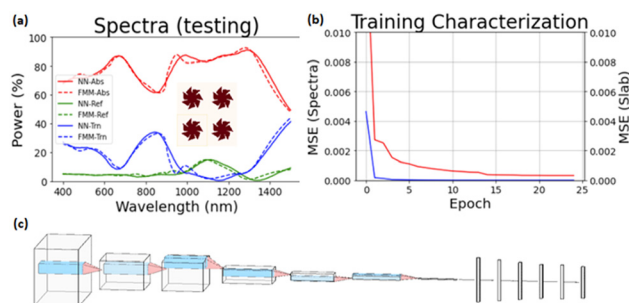 (a)
Spectra (testing)
Power (%)
100
80
60
40
20
0
NN-Abs
FMM-Abs
NN-Ref
FMM-Ref
NN-Trn
FMM-Trn
400 600 800 1000 1200 1400
Wavelength (nm)
(b)
Training Characterization
MSE (Spectra)
0.010
0.008
0.006
0.004
0.002
0.000
0.010
0.008
0.006
0.004
0.002
0.000
MSE (Slab)
0 5 10 15 20 25
Epoch
(c)